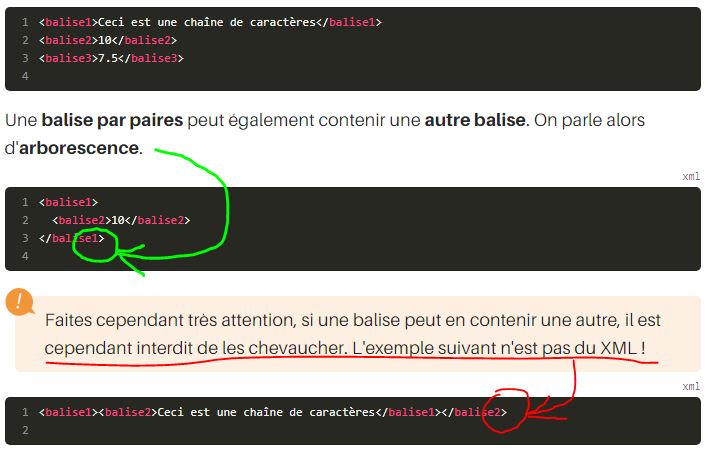 1 <balise1>Ceci est une chaîne de caractères</balise1>
2 <balise2>10</balise2>
3 <balise3>7.5</balise3>
4
Une balise par paires peut également contenir une autre balise. On parle alors
d'arborescence.
xml
1 <balise1>
2   <balise2>10</balise2>
3 </balise1>
4
!
Faites cependant très attention, si une balise peut en contenir une autre, il est
cependant interdit de les chevaucher. L'exemple suivant n'est pas du XML !
xml
1 <balise1><balise2>Ceci est une chaîne de caractères</balise1></balise2>
2